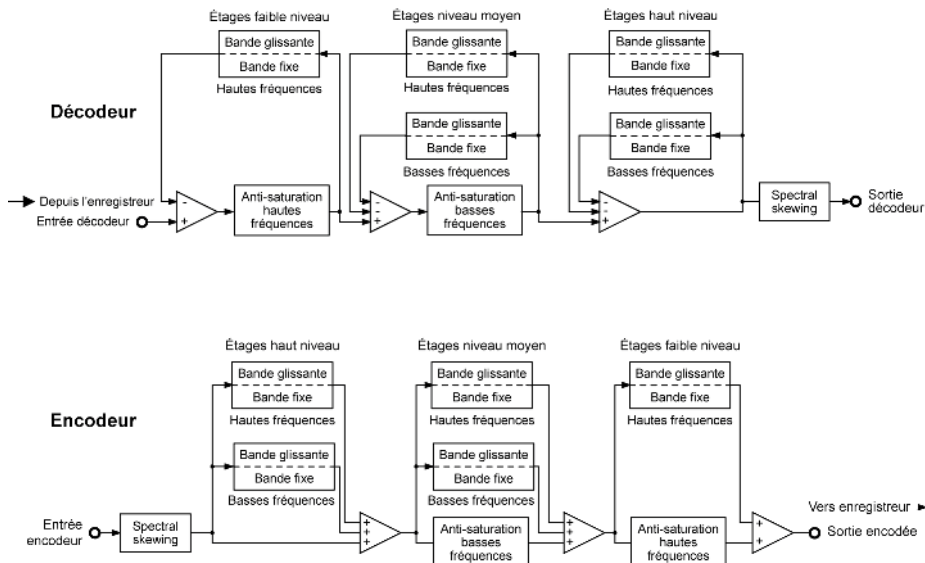 Étages faible niveau
Étages niveau moyen
Étages haut niveau
Bande glissante
Bande fixe
Hautes fréquences
Bande glissante
Bande fixe
Hautes fréquences
Bande glissante
Bande fixe
Hautes fréquences
Décodeur
Bande glissante
Bande fixe
Basses fréquences
Bande glissante
Bande fixe
Basses fréquences
Depuis l'enregistreur
Entrée décodeur
-
+
Anti-saturation
hautes
fréquences
-
-
+
Anti-saturation
basses
fréquences
-
-
+
Spectral
skewing
Sortie
décodeur
Étages haut niveau
Étages niveau moyen
Étages faible niveau
Bande glissante
Bande fixe
Hautes fréquences
Bande glissante
Bande fixe
Hautes fréquences
Bande glissante
Bande fixe
Hautes fréquences
Encodeur
Bande glissante
Bande fixe
Basses fréquences
Bande glissante
Bande fixe
Basses fréquences
Entrée
encodeur
Spectral
skewing
+
+
+
Anti-saturation
basses
fréquences
+
+
+
Anti-saturation
hautes
fréquences
+
+
Vers enregistreur
Sortie encodée